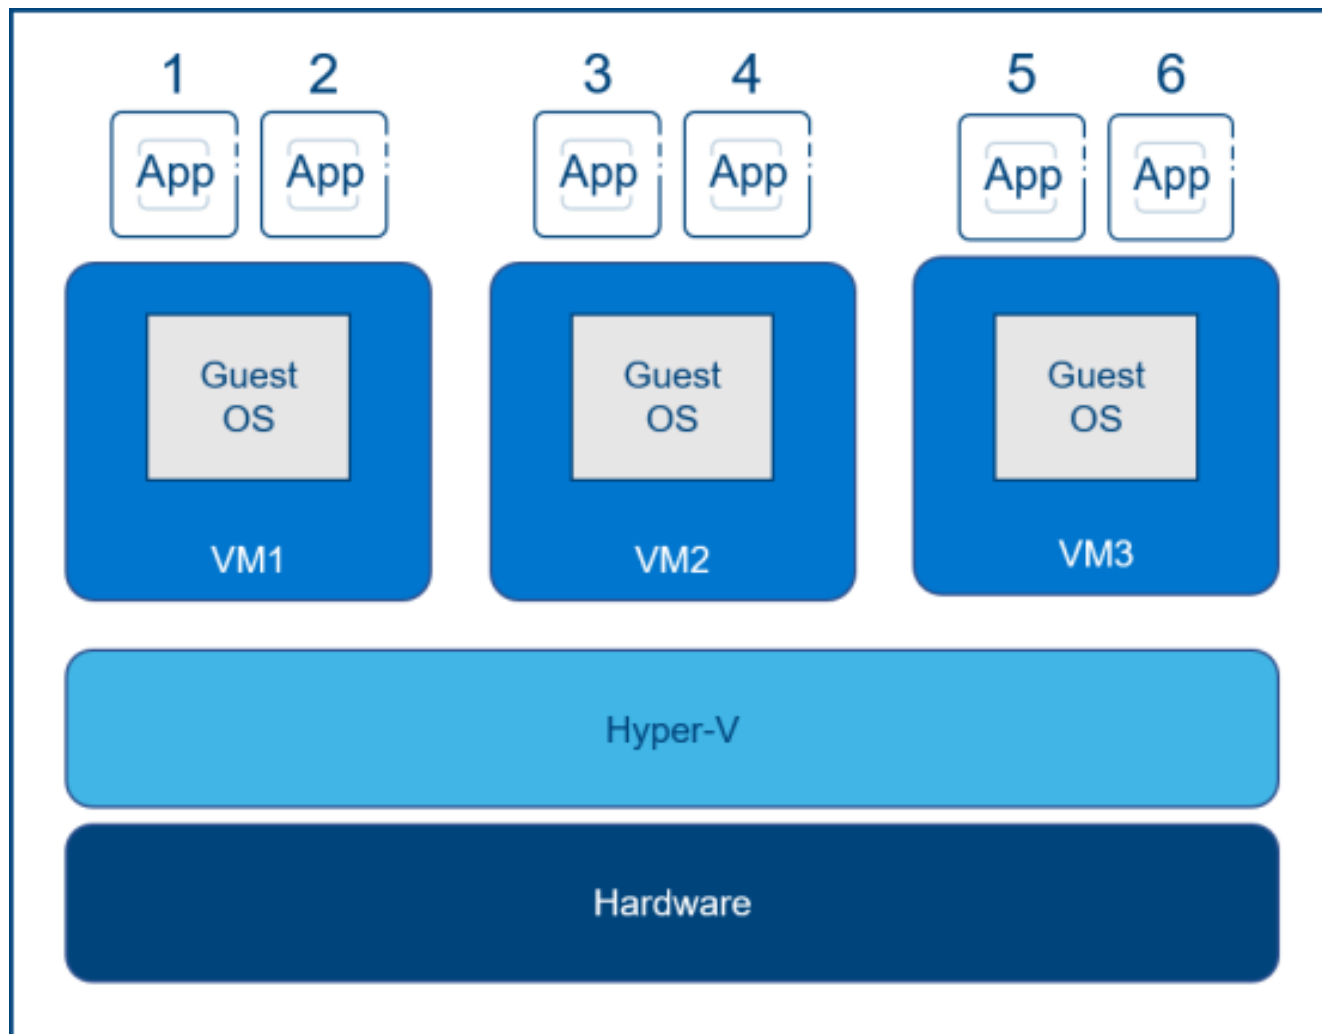 1 2 3 4 5 6
App App App App App App
Guest Guest Guest
OS OS OS
VM1 VM2 VM3
Hyper-V
Hardware